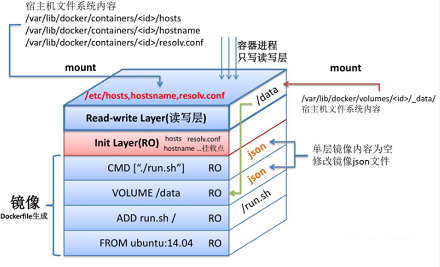 宿主机文件系统内容
/var/lib/docker/containers/<id>/hosts
/var/lib/docker/containers/<id>/hostname
/var/lib/docker/containers/<id>/resolv.conf
mount
容器进程
只写读写层
mount
/etc/hosts,hostsname,resolv.conf
/data
/var/lib/docker/volumes/<id>/_data/
宿主机文件系统内容
Read-write Layer(读写层)
Init Layer(RO)
hosts resolv.conf
hostname ...挂载点
json
单层镜像内容为空
修改镜像json文件
CMD ["./run.sh"] RO
json
VOLUME /data RO
/run.sh
镜像
Dockerfile生成
ADD run.sh / RO
FROM ubuntu:14.04 RO